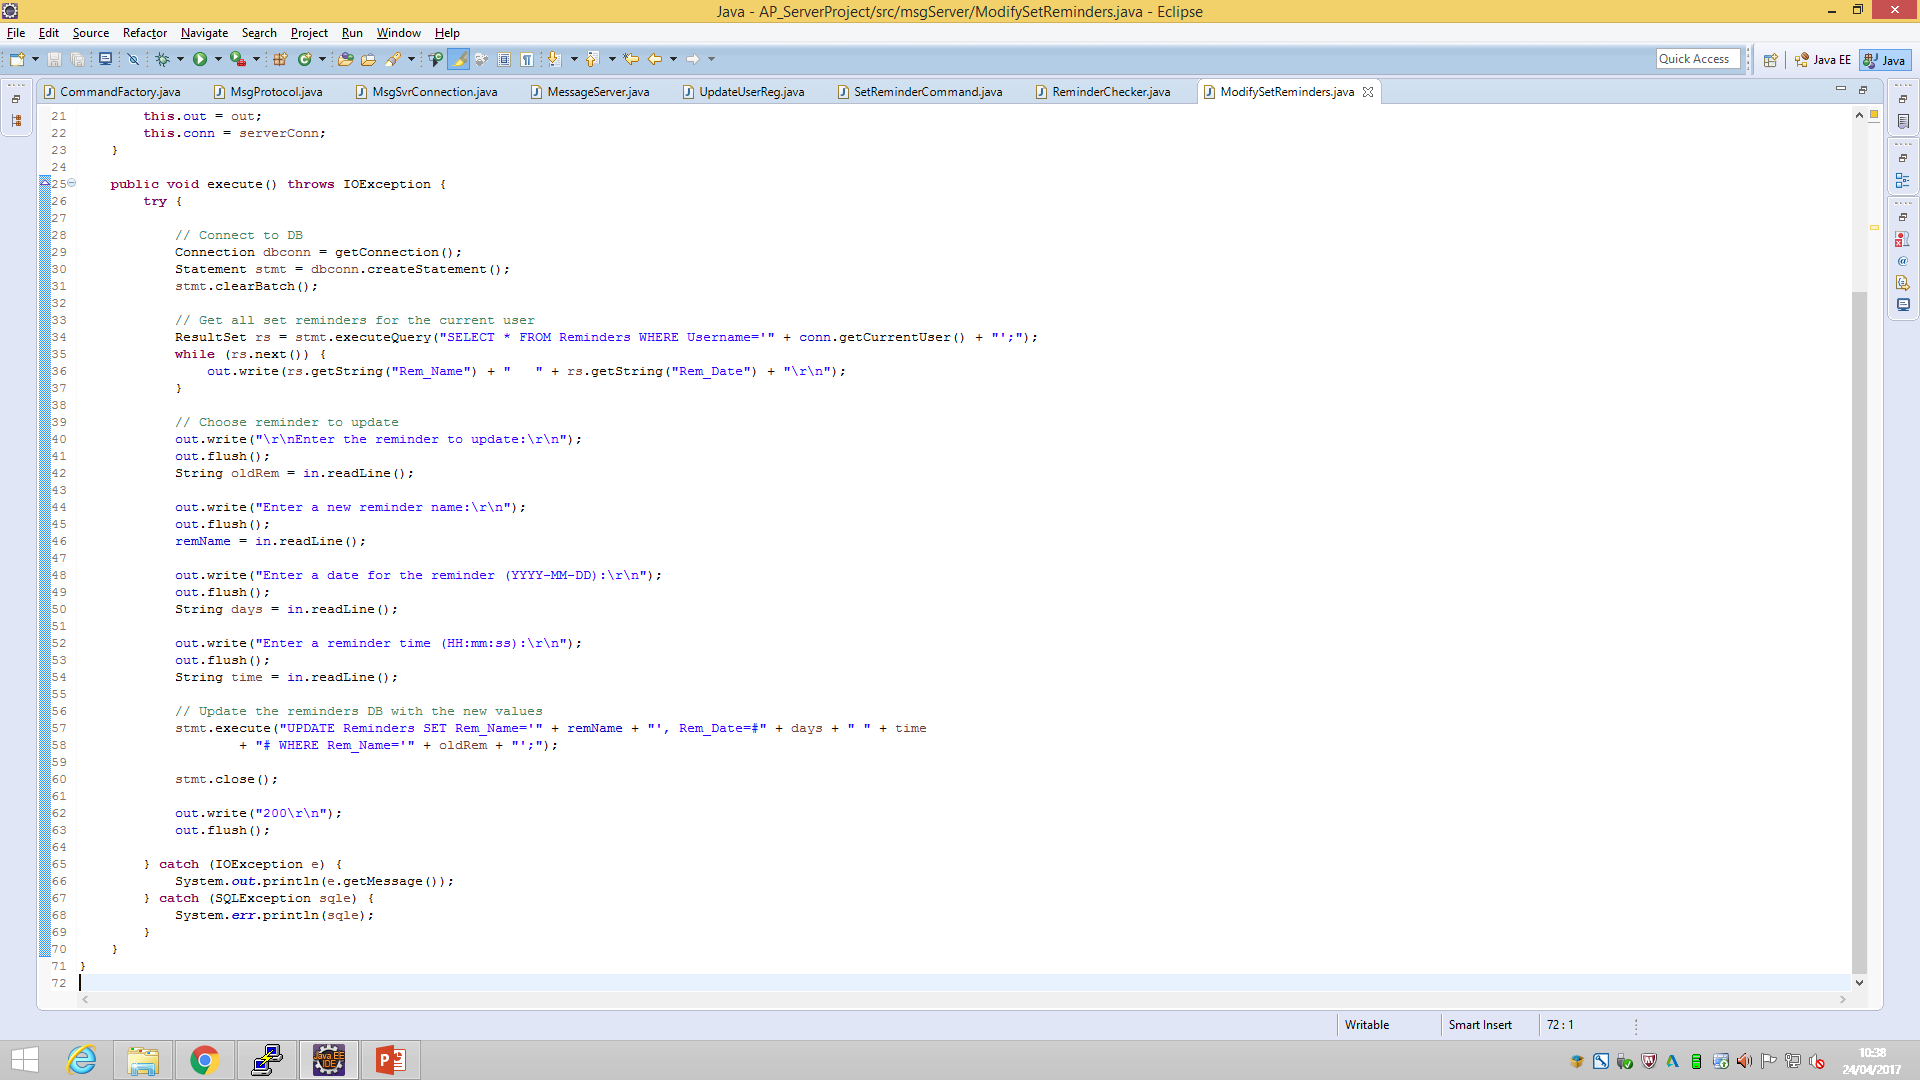 Java - AP_ServerProject/src/msgServer/ModifySetReminders.java - Eclipse
File Edit Source Refactor Navigate Search Project Run Window Help
Quick Access Java EE Java
CommandFactory.java MsgProtocol.java MsgSvrConnection.java MessageServer.java UpdateUserReg.java SetReminderCommand.java ReminderChecker.java ModifySetReminders.java
21 this.out = out;
22 this.conn = serverConn;
23 }
24
25 public void execute() throws IOException {
26 try {
27
28 // Connect to DB
29 Connection dbconn = getConnection();
30 Statement stmt = dbconn.createStatement();
31 stmt.clearBatch();
32
33 // Get all set reminders for the current user
34 ResultSet rs = stmt.executeQuery("SELECT * FROM Reminders WHERE Username='" + conn.getCurrentUser() + "';");
35 while (rs.next()) {
36 out.write(rs.getString("Rem_Name") + "   " + rs.getString("Rem_Date") + "\r\n");
37 }
38
39 // Choose reminder to update
40 out.write("\r\nEnter the reminder to update:\r\n");
41 out.flush();
42 String oldRem = in.readLine();
43
44 out.write("Enter a new reminder name:\r\n");
45 out.flush();
46 remName = in.readLine();
47
48 out.write("Enter a date for the reminder (YYYY-MM-DD):\r\n");
49 out.flush();
50 String days = in.readLine();
51
52 out.write("Enter a reminder time (HH:mm:ss):\r\n");
53 out.flush();
54 String time = in.readLine();
55
56 // Update the reminders DB with the new values
57 stmt.execute("UPDATE Reminders SET Rem_Name='" + remName + "', Rem_Date=#" + days + " " + time
58 + "# WHERE Rem_Name='" + oldRem + "';");
59
60 stmt.close();
61
62 out.write("200\r\n");
63 out.flush();
64
65 } catch (IOException e) {
66 System.out.println(e.getMessage());
67 } catch (SQLException sqle) {
68 System.err.println(sqle);
69 }
70 }
71 }
72
Writable Smart Insert 72 : 1
Java EE
IDE
10:38
24/04/2017